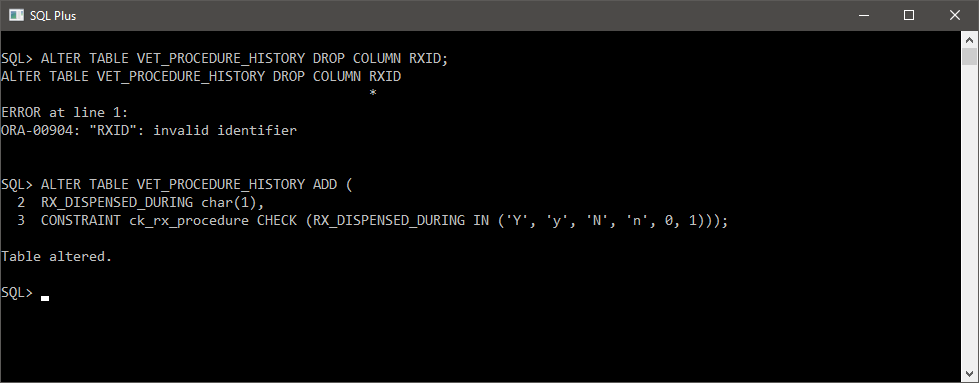 SQL Plus
SQL> ALTER TABLE VET_PROCEDURE_HISTORY DROP COLUMN RXID;
ALTER TABLE VET_PROCEDURE_HISTORY DROP COLUMN RXID
                                              *
ERROR at line 1:
ORA-00904: "RXID": invalid identifier
SQL> ALTER TABLE VET_PROCEDURE_HISTORY ADD (
  2  RX_DISPENSED_DURING char(1),
  3  CONSTRAINT ck_rx_procedure CHECK (RX_DISPENSED_DURING IN ('Y', 'y', 'N', 'n', 0, 1)));
Table altered.
SQL>